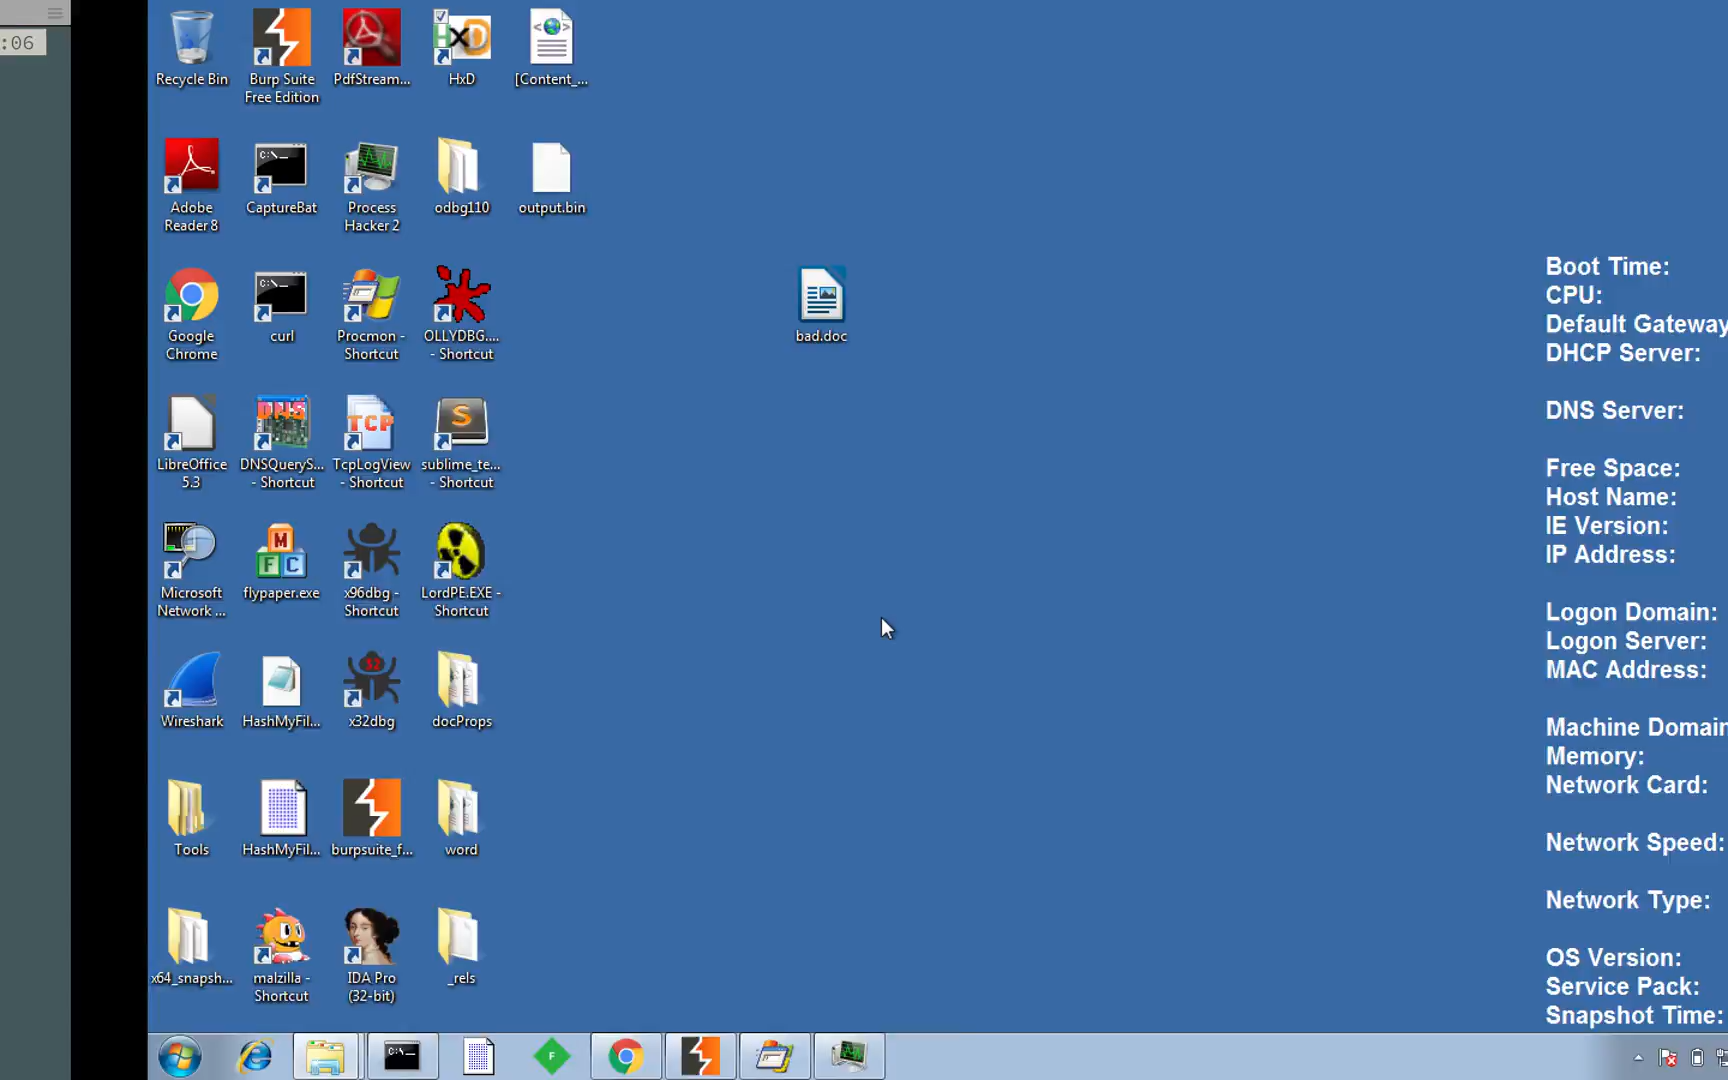 :06
Recycle Bin
Burp Suite
Free Edition
PdfStream...
HxD
[Content_...
Adobe
Reader 8
CaptureBat
Process
Hacker 2
odbg110
output.bin
Google
Chrome
curl
Procmon -
Shortcut
OLLYDBG....
- Shortcut
bad.doc
LibreOffice
5.3
DNSQueryS...
- Shortcut
TcpLogView
- Shortcut
sublime_te...
- Shortcut
Microsoft
Network ...
flypaper.exe
x96dbg -
Shortcut
LordPE.EXE -
Shortcut
Wireshark
HashMyFil...
x32dbg
docProps
Tools
HashMyFil...
burpsuite_f...
word
x64_snapsh...
malzilla -
Shortcut
IDA Pro
(32-bit)
_rels
Boot Time:
CPU:
Default Gateway
DHCP Server:
DNS Server:
Free Space:
Host Name:
IE Version:
IP Address:
Logon Domain:
Logon Server:
MAC Address:
Machine Domain
Memory:
Network Card:
Network Speed:
Network Type:
OS Version:
Service Pack:
Snapshot Time: